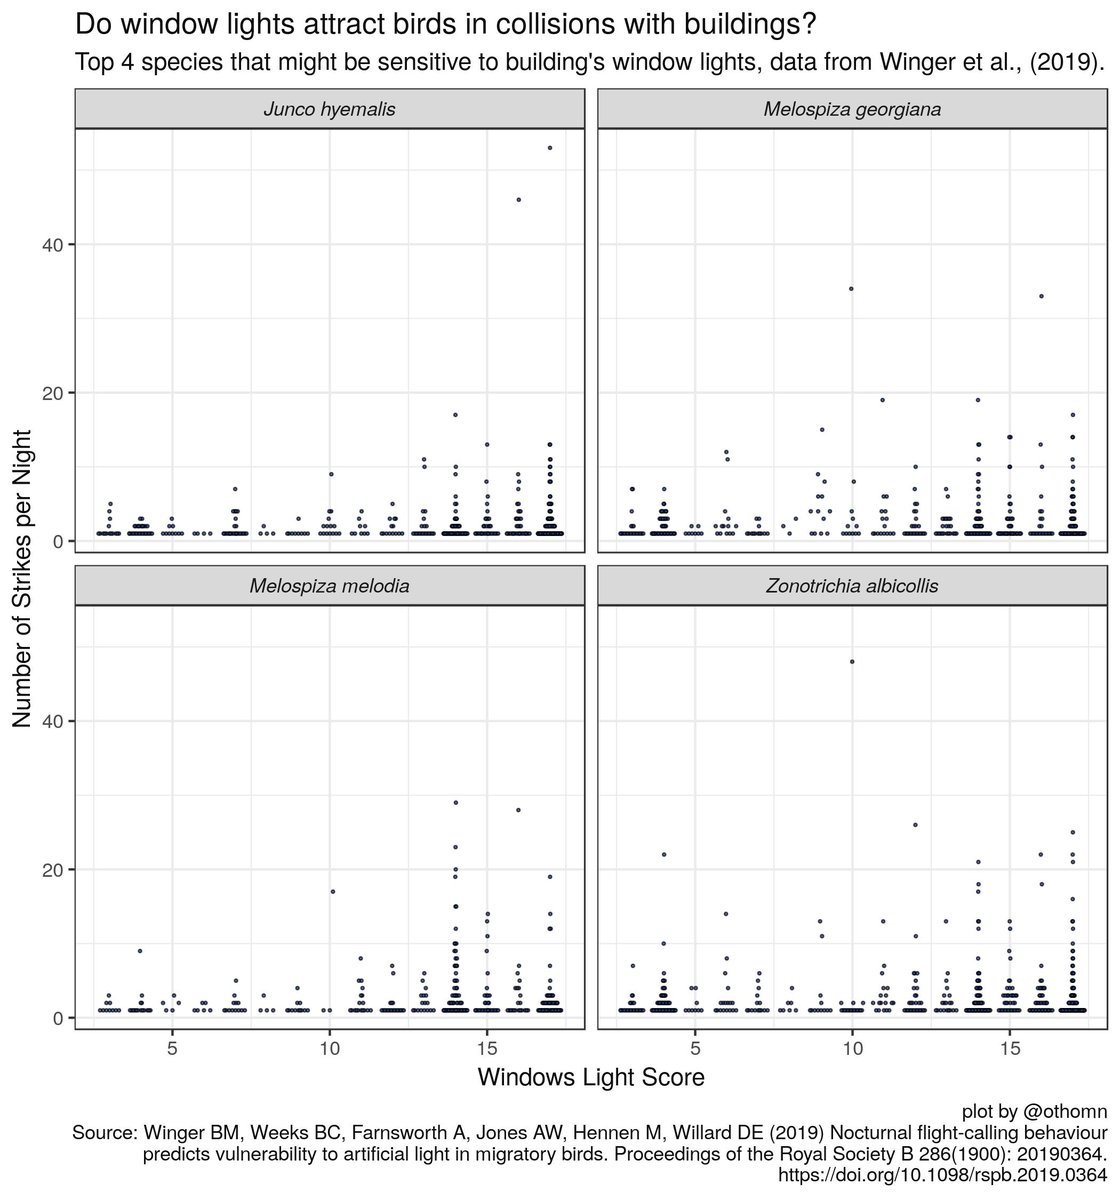 Do window lights attract birds in collisions with buildings?
Top 4 species that might be sensitive to building's window lights, data from Winger et al., (2019).
Junco hyemalis
Melospiza georgiana
40
20
0
Number of Strikes per Night
Melospiza melodia
Zonotrichia albicollis
40
20
0
5
10
15
5
10
15
Windows Light Score
plot by @othomn
Source: Winger BM, Weeks BC, Farnsworth A, Jones AW, Hennen M, Willard DE (2019) Nocturnal flight-calling behaviour
predicts vulnerability to artificial light in migratory birds. Proceedings of the Royal Society B 286(1900): 20190364.
https://doi.org/10.1098/rspb.2019.0364